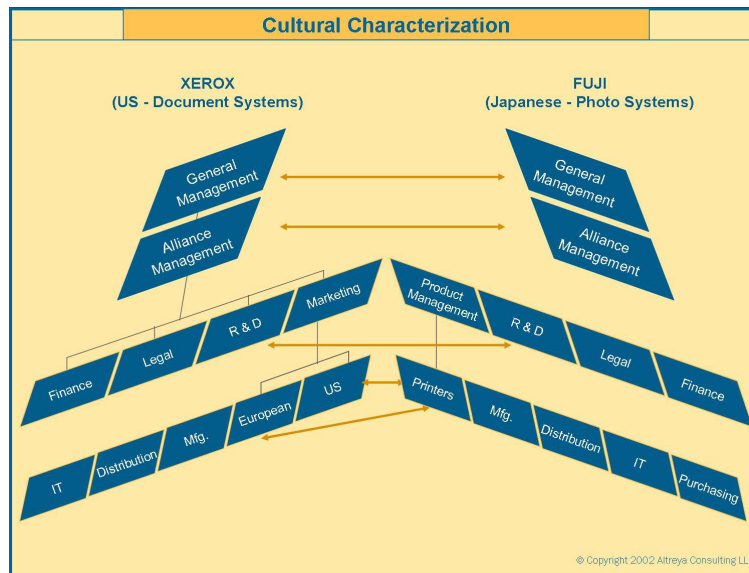 Cultural Characterization
XEROX
(US - Document Systems)
FUJI
(Japanese - Photo Systems)
General
Management
General
Management
Alliance
Management
Alliance
Management
Finance
Legal
R & D
Marketing
Product
Management
R & D
Legal
Finance
IT
Distribution
Mfg.
European
US
Printers
Mfg.
Distribution
IT
Purchasing
© Copyright 2002 Altreya Consulting LL